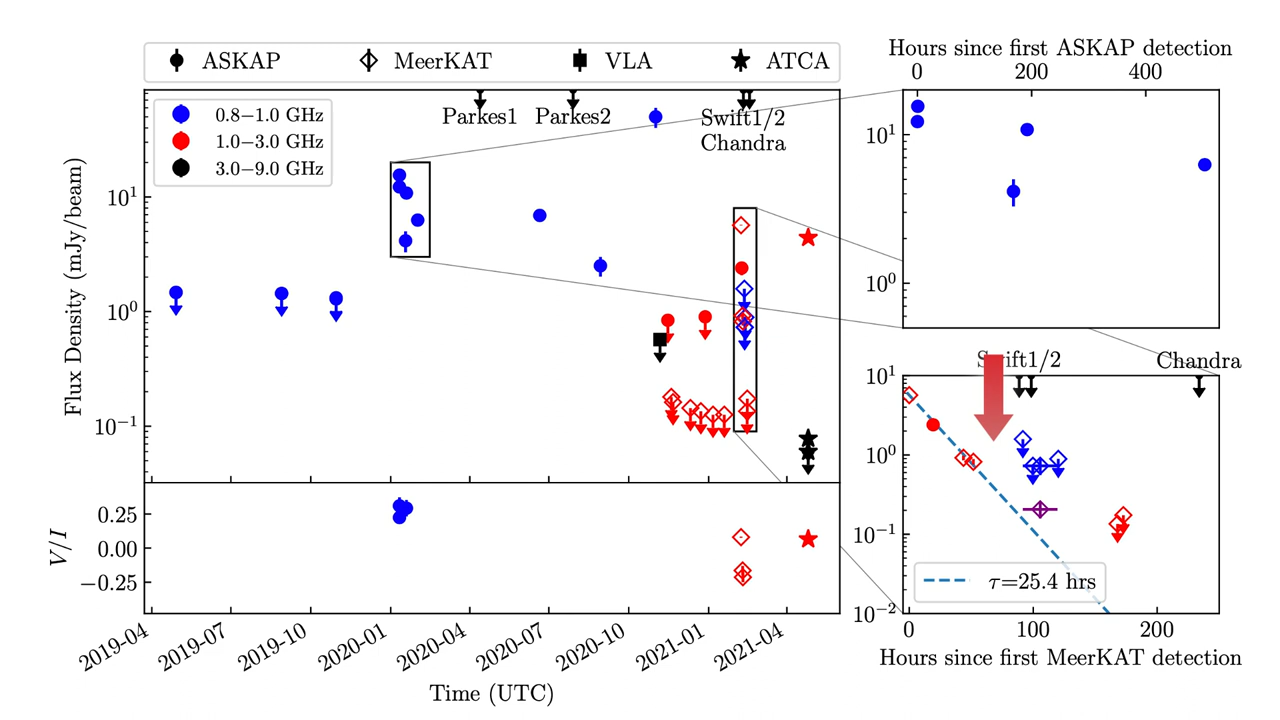 ASKAP MeerKAT VLA ATCA
0.8−1.0 GHz
1.0−3.0 GHz
3.0−9.0 GHz
Parkes1 Parkes2 Swift1/2
Chandra
Flux Density (mJy/beam)
10¹
10⁰
10⁻¹
V/I
0.25
0.00
−0.25
2019-04 2019-07 2019-10 2020-01 2020-04 2020-07 2020-10 2021-01 2021-04
Time (UTC)
Hours since first ASKAP detection
0 200 400
10¹
10⁰
Swift1/2 Chandra
10¹
10⁰
10⁻¹
10⁻²
τ=25.4 hrs
0 100 200
Hours since first MeerKAT detection